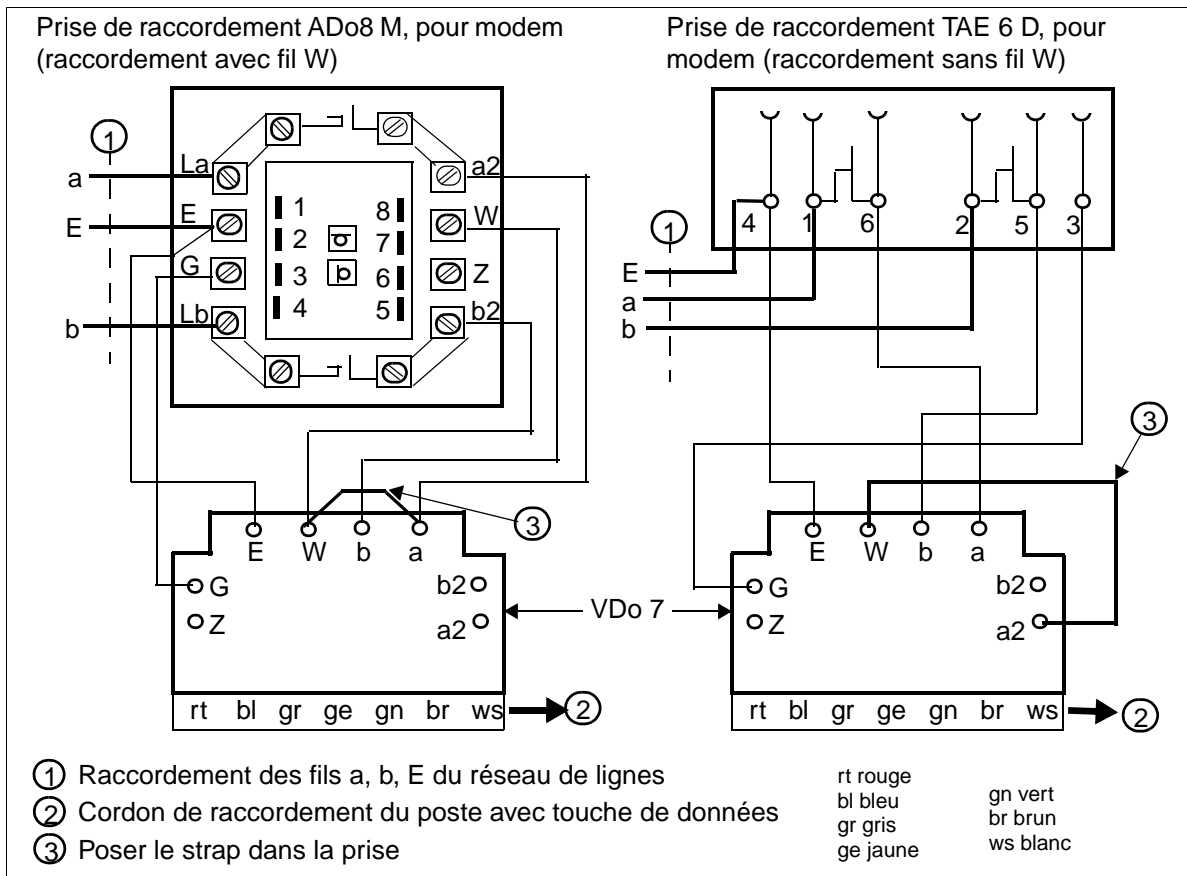 Prise de raccordement ADo8 M, pour modem
(raccordement avec fil W)
Prise de raccordement TAE 6 D, pour
modem (raccordement sans fil W)
1
a
La
a2
E
E
1
8
W
2
7
G
3
6
Z
4
5
b
Lb
b2
4
1
6
2
5
3
1
E
a
b
3
E
W
b
a
3
G
Z
b2
a2
VDo 7
E
W
b
a
G
Z
b2
a2
rt bl gr ge gn br ws
2
rt bl gr ge gn br ws
2
1 Raccordement des fils a, b, E du réseau de lignes
2 Cordon de raccordement du poste avec touche de données
3 Poser le strap dans la prise
rt rouge
bl bleu
gr gris
ge jaune
gn vert
br brun
ws blanc